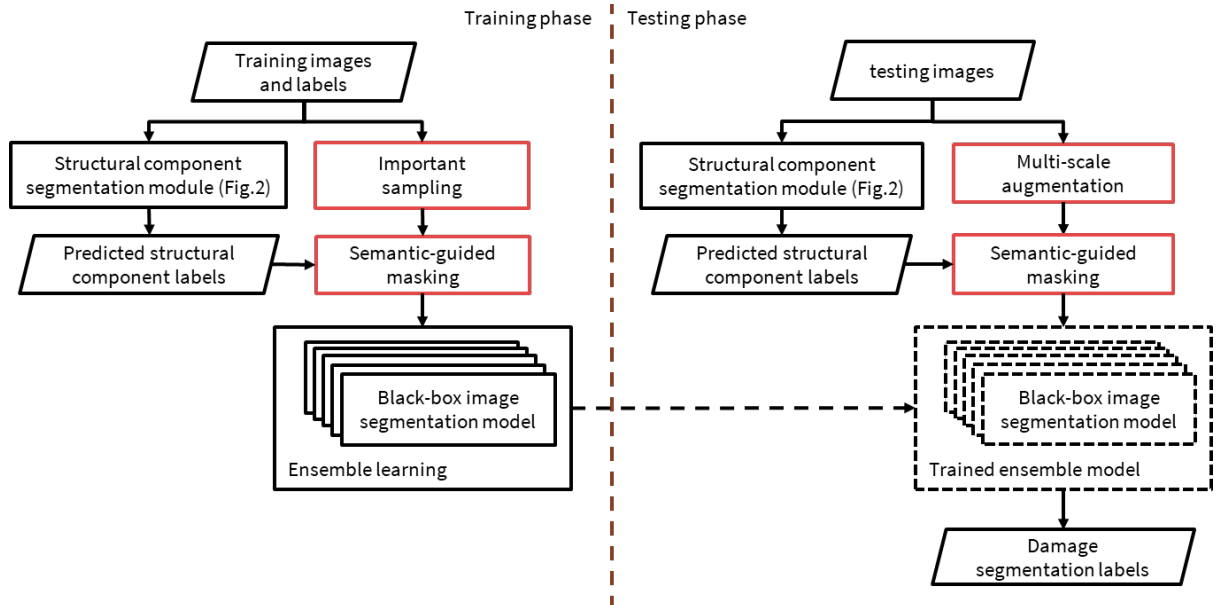 Training phase
Training images
and labels
Structural component
segmentation module (Fig.2)
Important
sampling
Predicted structural
component labels
Semantic-guided
masking
Black-box image
segmentation model
Ensemble learning
Testing phase
testing images
Structural component
segmentation module (Fig.2)
Multi-scale
augmentation
Predicted structural
component labels
Semantic-guided
masking
Black-box image
segmentation model
Trained ensemble model
Damage
segmentation labels